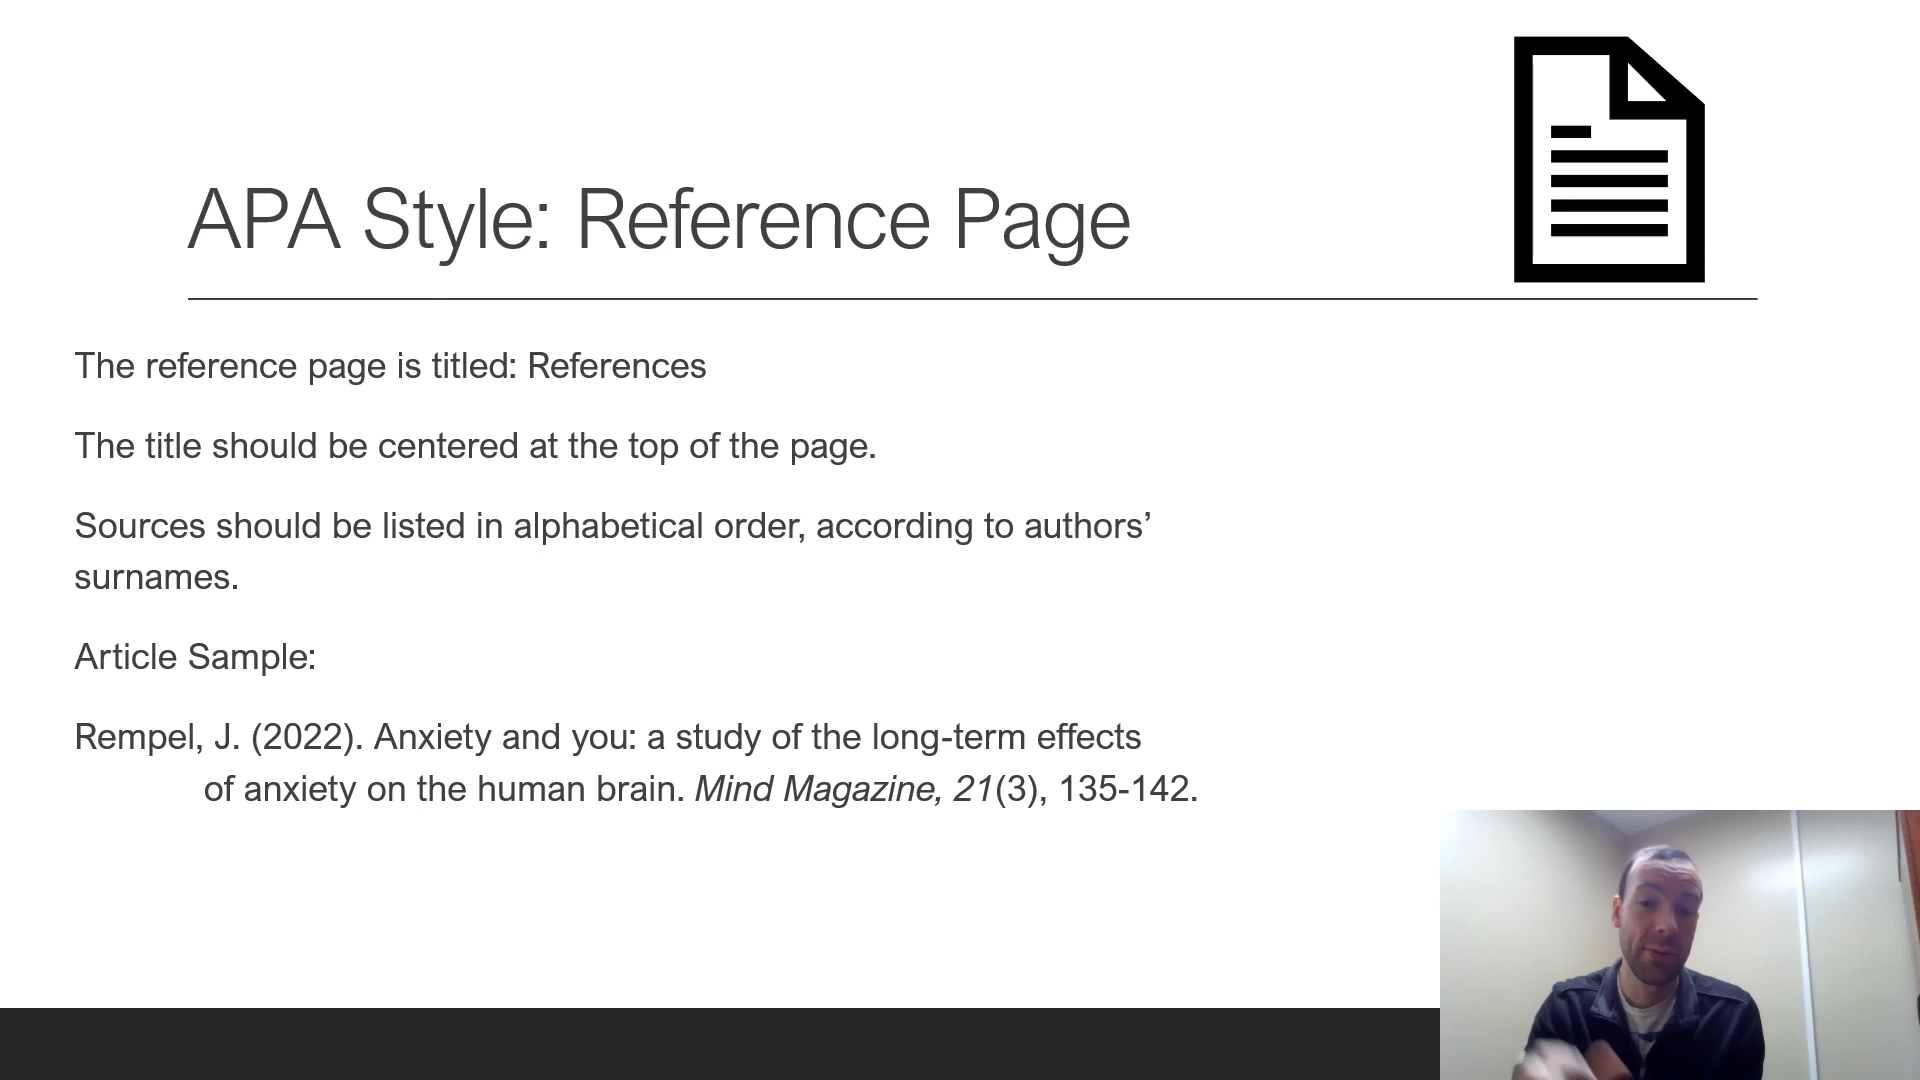 APA Style: Reference Page
The reference page is titled: References
The title should be centered at the top of the page.
Sources should be listed in alphabetical order, according to authors’
surnames.
Article Sample:
Rempel, J. (2022). Anxiety and you: a study of the long-term effects
of anxiety on the human brain. Mind Magazine, 21(3), 135-142.